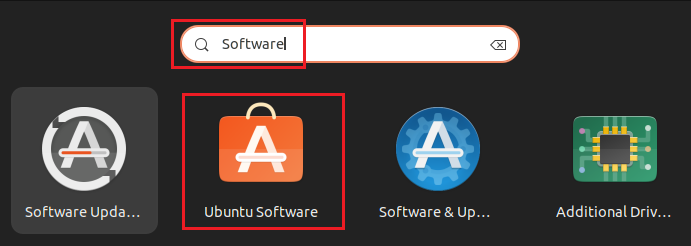 Software
Software Upda...
Ubuntu Software
Software & Up...
Additional Driv...